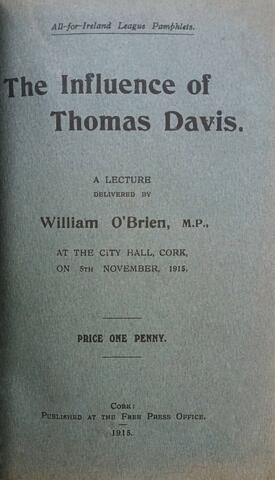 All-for-Ireland League Pamphlets.
The Influence of
Thomas Davis.
A LECTURE
DELIVERED BY
William O'Brien, M.P.,
AT THE CITY HALL, CORK,
ON 5TH NOVEMBER, 1915.
PRICE ONE PENNY.
CORK:
PUBLISHED AT THE FREE PRESS OFFICE.
1915.